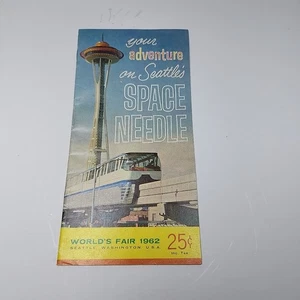 your
adventure
on Seattle's
SPACE
NEEDLE
WORLD'S FAIR 1962
SEATTLE, WASHINGTON U.S.A.
25¢